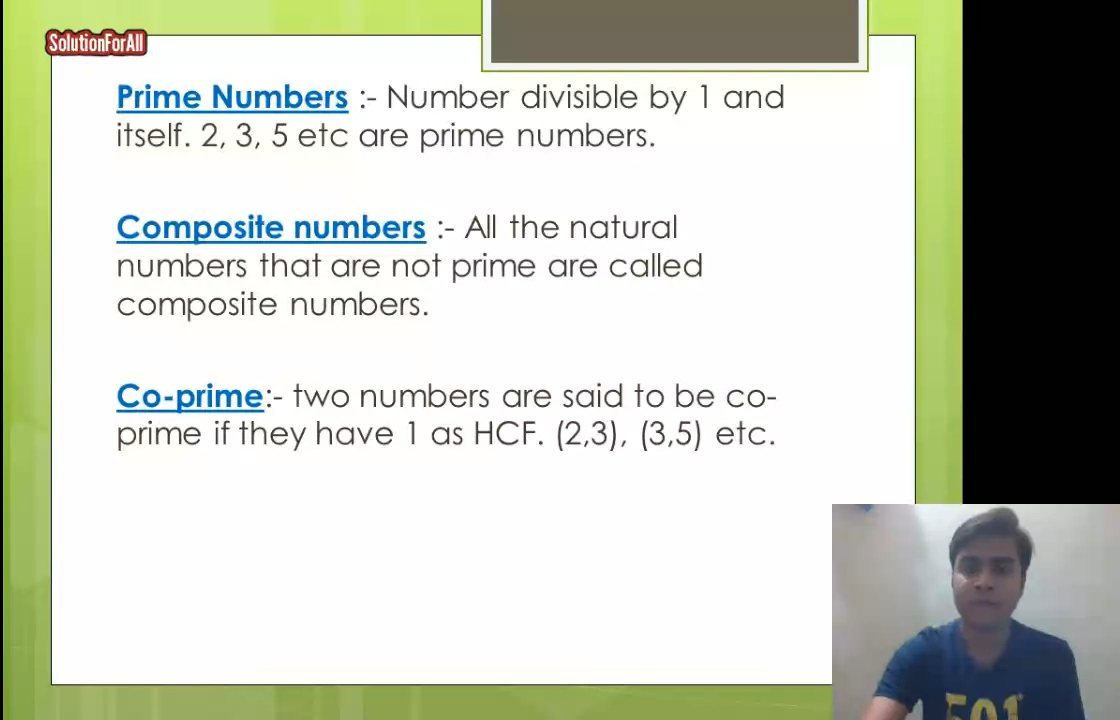 SolutionForAll
Prime Numbers :- Number divisible by 1 and
itself. 2, 3, 5 etc are prime numbers.
Composite numbers :- All the natural
numbers that are not prime are called
composite numbers.
Co-prime:- two numbers are said to be co-
prime if they have 1 as HCF. (2,3), (3,5) etc.
501